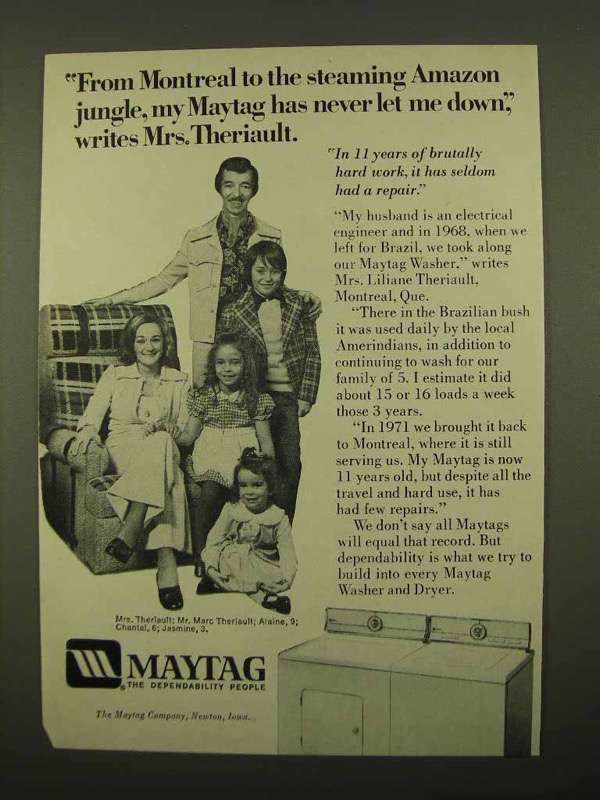 “From Montreal to the steaming Amazon
jungle, my Maytag has never let me down,”
writes Mrs. Theriault.
“In 11 years of brutally
hard work, it has seldom
had a repair.”
“My husband is an electrical
engineer and in 1968, when we
left for Brazil, we took along
our Maytag Washer,” writes
Mrs. Liliane Theriault,
Montreal, Que.
“There in the Brazilian bush
it was used daily by the local
Amerindians, in addition to
continuing to wash for our
family of 5. I estimate it did
about 15 or 16 loads a week
those 3 years.
“In 1971 we brought it back
to Montreal, where it is still
serving us. My Maytag is now
11 years old, but despite all the
travel and hard use, it has
had few repairs.”
We don't say all Maytags
will equal that record. But
dependability is what we try to
build into every Maytag
Washer and Dryer.
Mrs. Theriault; Mr. Marc Theriault; Alaine, 9;
Chantal, 6; Jasmine, 3.
MAYTAG
THE DEPENDABILITY PEOPLE
The Maytag Company, Newton, Iowa.